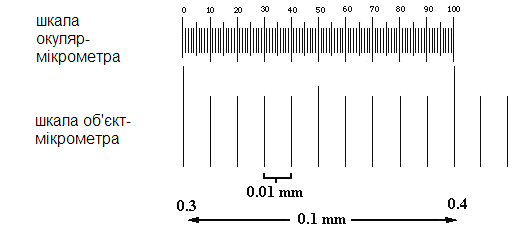 0 10 20 30 40 50 60 70 80 90 100
шкала
окуляр-
мікрометра
шкала об'єкт-
мікрометра
0.01 mm
0.3
0.4
0.1 mm